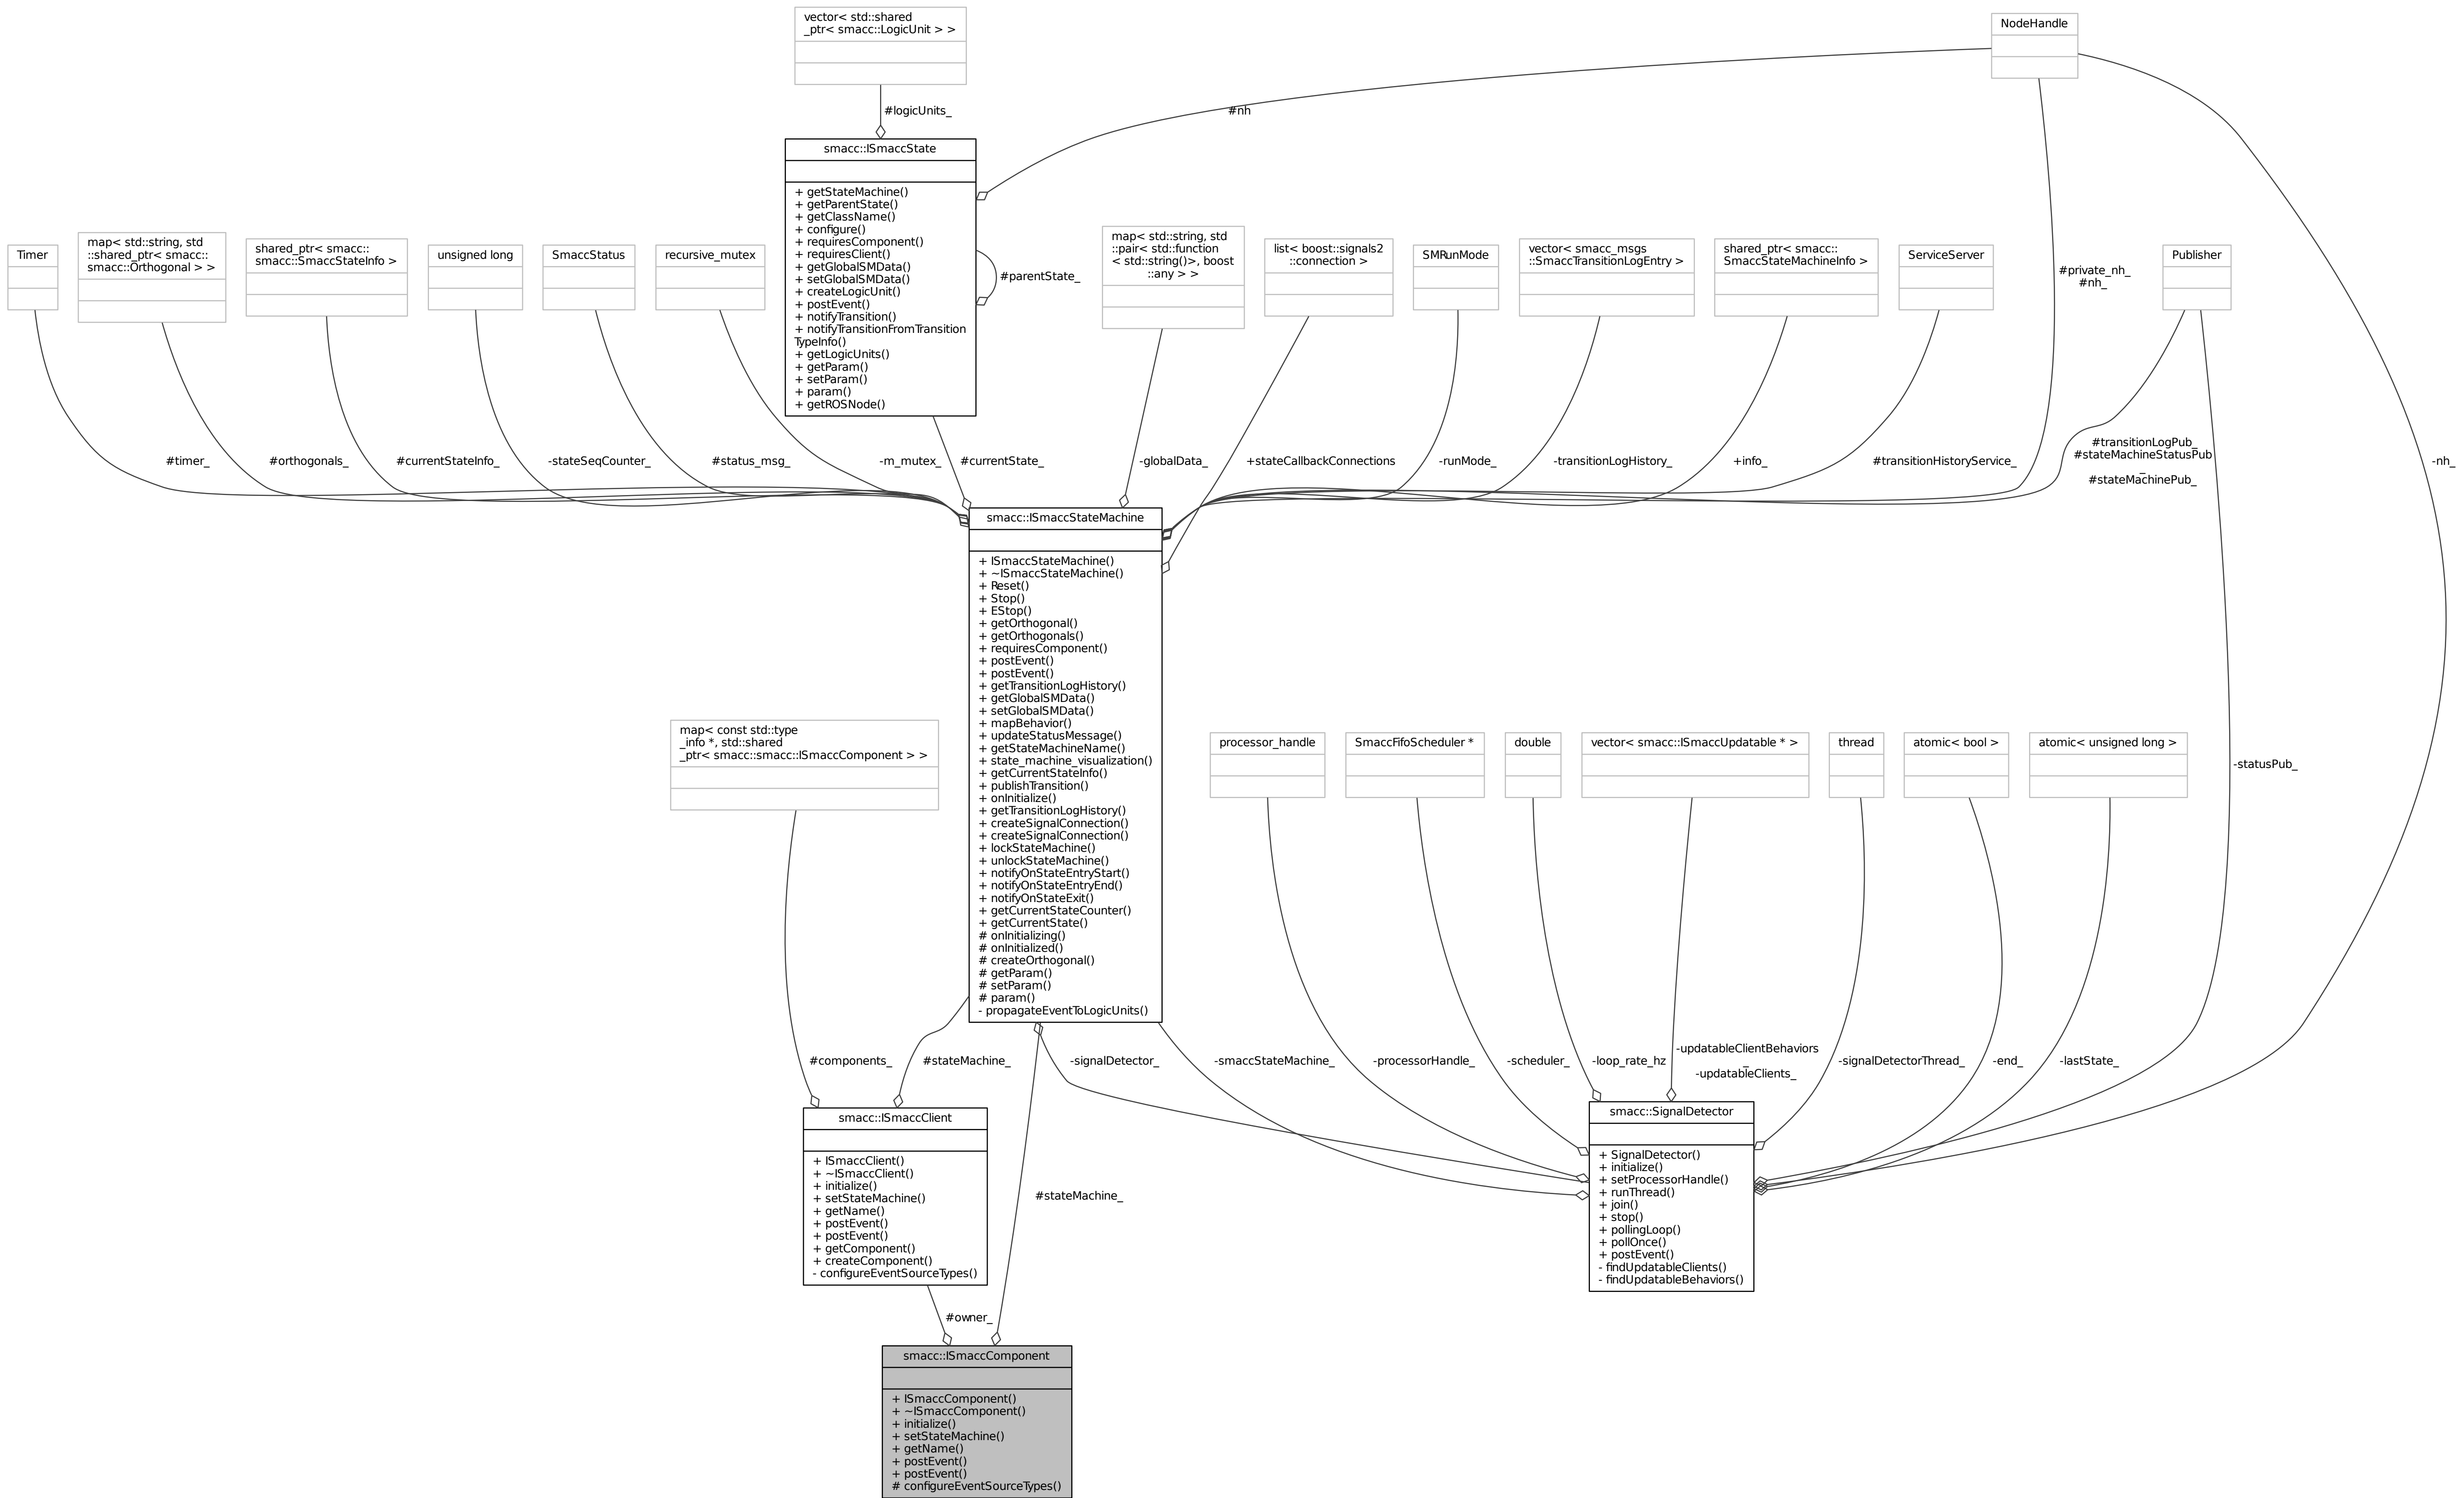 vector< std::shared
_ptr< smacc::LogicUnit > >
NodeHandle
#logicUnits_
#nh
smacc::ISmaccState
+ getStateMachine()
+ getParentState()
+ getClassName()
+ configure()
+ requiresComponent()
+ requiresClient()
+ getGlobalSMData()
+ setGlobalSMData()
+ createLogicUnit()
+ postEvent()
+ notifyTransition()
+ notifyTransitionFromTransition
TypeInfo()
+ getLogicUnits()
+ getParam()
+ setParam()
+ param()
+ getROSNode()
#parentState_
Timer
map< std::string, std
::shared_ptr< smacc::
smacc::Orthogonal > >
shared_ptr< smacc::
smacc::SmaccStateInfo >
unsigned long
SmaccStatus
recursive_mutex
map< std::string, std
::pair< std::function
< std::string()>, boost
::any > >
list< boost::signals2
::connection >
SMRunMode
vector< smacc_msgs
::SmaccTransitionLogEntry >
shared_ptr< smacc::
SmaccStateMachineInfo >
ServiceServer
Publisher
#private_nh_
#nh_
#timer_
#orthogonals_
#currentStateInfo_
-stateSeqCounter_
#status_msg_
-m_mutex_
#currentState_
-globalData_
+stateCallbackConnections
-runMode_
-transitionLogHistory_
+info_
#transitionHistoryService_
#transitionLogPub_
#stateMachineStatusPub
_
#stateMachinePub_
-nh_
smacc::ISmaccStateMachine
+ ISmaccStateMachine()
+ ~ISmaccStateMachine()
+ Reset()
+ Stop()
+ EStop()
+ getOrthogonal()
+ getOrthogonals()
+ requiresComponent()
+ postEvent()
+ postEvent()
+ getTransitionLogHistory()
+ getGlobalSMData()
+ setGlobalSMData()
+ mapBehavior()
+ updateStatusMessage()
+ getStateMachineName()
+ state_machine_visualization()
+ getCurrentStateInfo()
+ publishTransition()
+ onInitialize()
+ getTransitionLogHistory()
+ createSignalConnection()
+ createSignalConnection()
+ lockStateMachine()
+ unlockStateMachine()
+ notifyOnStateEntryStart()
+ notifyOnStateEntryEnd()
+ notifyOnStateExit()
+ getCurrentStateCounter()
+ getCurrentState()
# onInitializing()
# onInitialized()
# createOrthogonal()
# getParam()
# setParam()
# param()
- propagateEventToLogicUnits()
map< const std::type
_info *, std::shared
_ptr< smacc::smacc::ISmaccComponent > >
processor_handle
SmaccFifoScheduler *
double
vector< smacc::ISmaccUpdatable * >
thread
atomic< bool >
atomic< unsigned long >
-statusPub_
#components_
#stateMachine_
-signalDetector_
-smaccStateMachine_
-processorHandle_
-scheduler_
-loop_rate_hz
-updatableClientBehaviors
_
-updatableClients_
-signalDetectorThread_
-end_
-lastState_
smacc::ISmaccClient
+ ISmaccClient()
+ ~ISmaccClient()
+ initialize()
+ setStateMachine()
+ getName()
+ postEvent()
+ postEvent()
+ getComponent()
+ createComponent()
- configureEventSourceTypes()
#stateMachine_
smacc::SignalDetector
+ SignalDetector()
+ initialize()
+ setProcessorHandle()
+ runThread()
+ join()
+ stop()
+ pollingLoop()
+ pollOnce()
+ postEvent()
- findUpdatableClients()
- findUpdatableBehaviors()
#owner_
smacc::ISmaccComponent
+ ISmaccComponent()
+ ~ISmaccComponent()
+ initialize()
+ setStateMachine()
+ getName()
+ postEvent()
+ postEvent()
# configureEventSourceTypes()